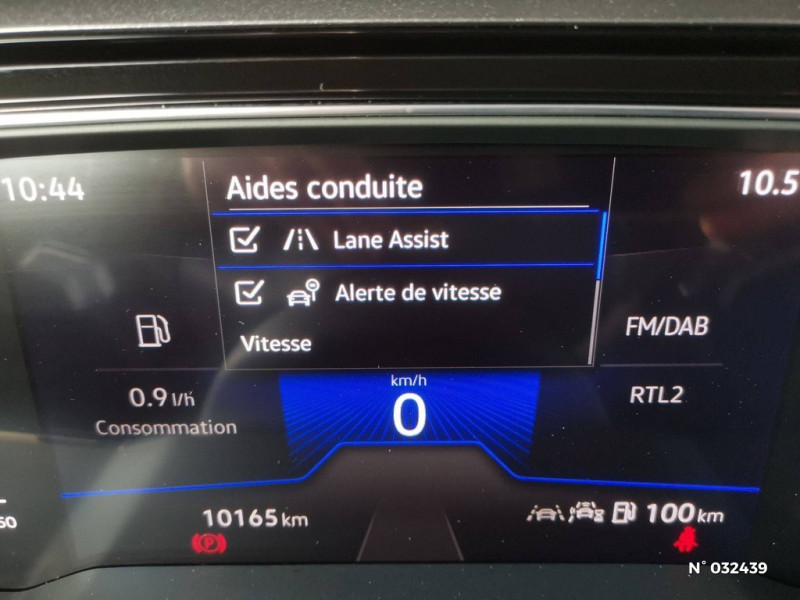 10:44
Aides conduite
10.5
Lane Assist
Alerte de vitesse
Vitesse
FM/DAB
0.9 l/h
Consommation
km/h
0
RTL2
10165 km
100 km
P
N° 032439